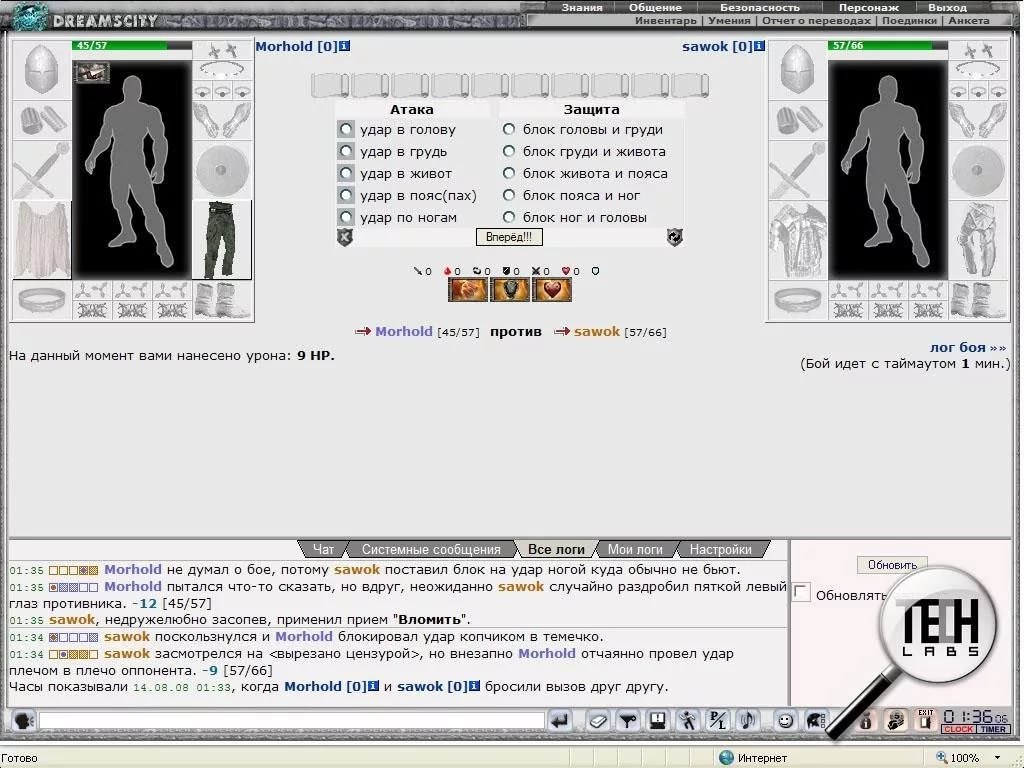 DREAMSCITY
Знания Общение Безопасность Персонаж Выход
Инвентарь | Умения | Отчет о переводах | Поединки | Анкета
45/57
Morhold [0]
sawok [0]
57/66
Атака Защита
удар в голову блок головы и груди
удар в грудь блок груди и живота
удар в живот блок живота и пояса
удар в пояс(пах) блок пояса и ног
удар по ногам блок ног и головы
Вперёд!!!
0 0 0 0 0 0
Morhold [45/57] против sawok [57/66]
лог боя »»
На данный момент вами нанесено урона: 9 HP.
(Бой идет с таймаутом 1 мин.)
Чат Системные сообщения Все логи Мои логи Настройки
01:35 Morhold не думал о бое, потому sawok поставил блок на удар ногой куда обычно не бьют.
01:35 Morhold пытался что-то сказать, но вдруг, неожиданно sawok случайно раздробил пяткой левый
глаз противника. -12 [45/57]
01:35 sawok, недружелюбно засопев, применил прием "Вломить".
01:34 sawok поскользнулся и Morhold блокировал удар копчиком в темечко.
01:34 sawok засмотрелся на <вырезано цензурой>, но внезапно Morhold отчаянно провел удар
плечом в плечо оппонента. -9 [57/66]
Часы показывали 14.08.08 01:33, когда Morhold [0] и sawok [0] бросили вызов друг другу.
Обновить
Обновлять
TECH
LABS
P/L
EXIT
01:36 06
CLOCK TIMER
Готово
Интернет
100%